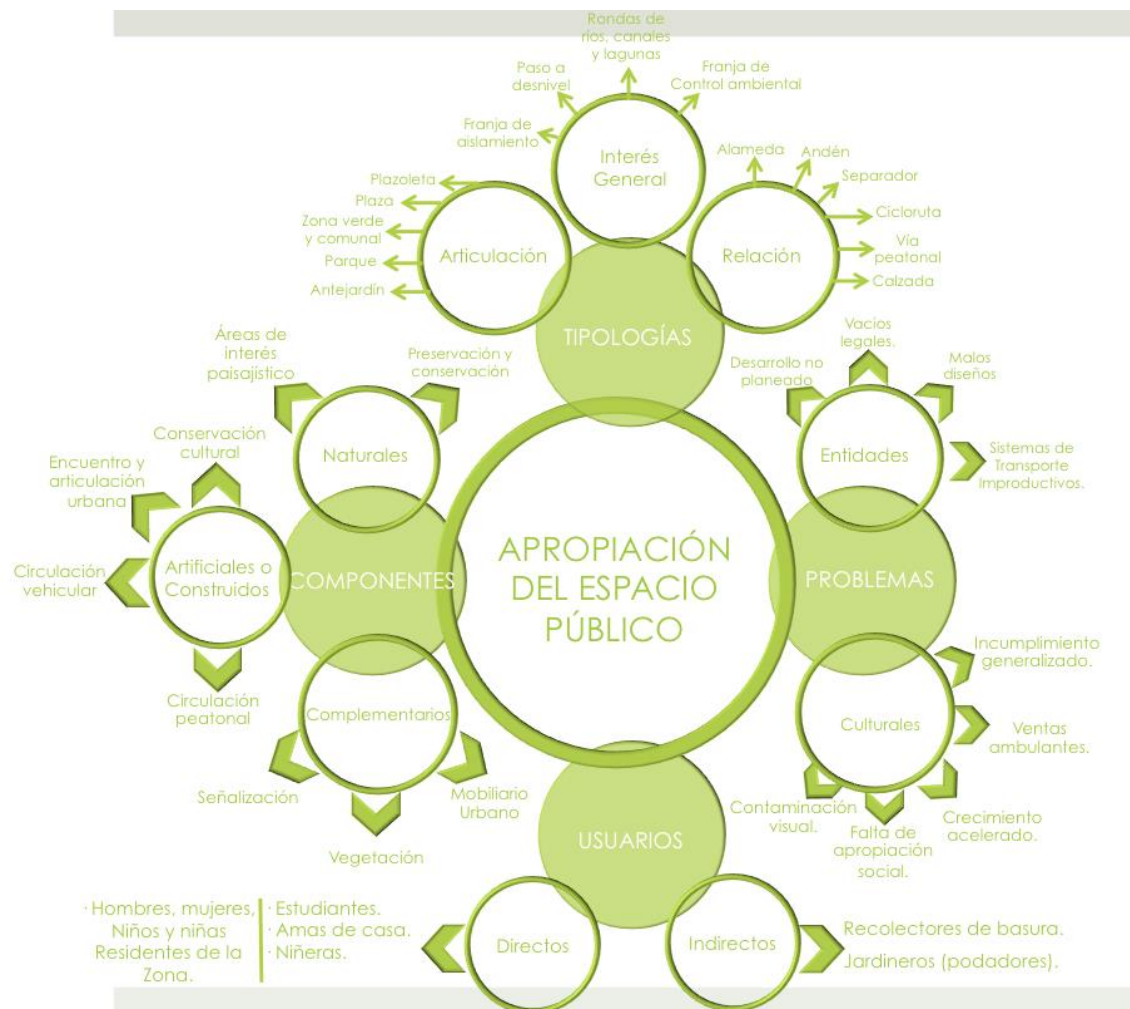 Rondas de
ríos, canales
y lagunas
Paso a
desnivel
Franja de
Control ambiental
Franja de
aislamiento
Interés
General
Plazoleta
Plaza
Zona verde
y comunal
Parque
Antejardín
Articulación
Alameda
Andén
Separador
Cicloruta
Vía
peatonal
Calzada
Relación
TIPOLOGÍAS
Áreas de
interés
paisajístico
Preservación y
conservación
Naturales
Conservación
cultural
Encuentro y
articulación
urbana
Circulación
vehicular
Artificiales o
Construidos
Circulación
peatonal
COMPONENTES
Complementarios
Señalización
Vegetación
Mobiliario
Urbano
APROPIACIÓN
DEL ESPACIO
PÚBLICO
Desarrollo no
planeado
Vacios
legales.
Malos
diseños
Entidades
Sistemas de
Transporte
Improductivos.
PROBLEMAS
Culturales
Incumplimiento
generalizado.
Ventas
ambulantes.
Crecimiento
acelerado.
Falta de
apropiación
social.
Contaminación
visual.
USUARIOS
Directos
· Hombres, mujeres,
Niños y niñas
Residentes de la
Zona.
· Estudiantes.
· Amas de casa.
· Niñeras.
Indirectos
Recolectores de basura.
Jardineros (podadores).